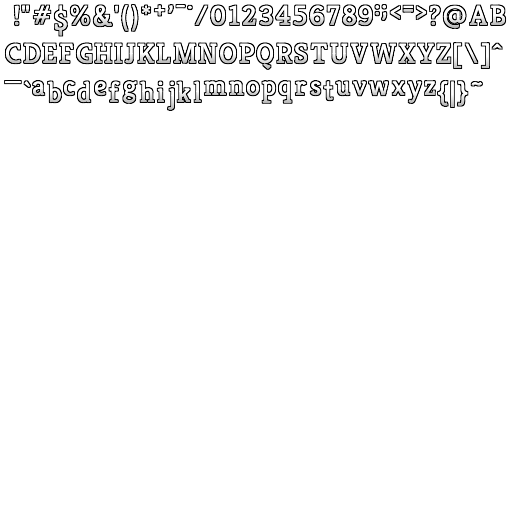 !"#$%&'()*+,-./0123456789:;<=>?@AB
CDEFGHIJKLMNOPQRSTUVWXYZ[\]^
_`abcdefghijklmnopqrstuvwxyz{|}~